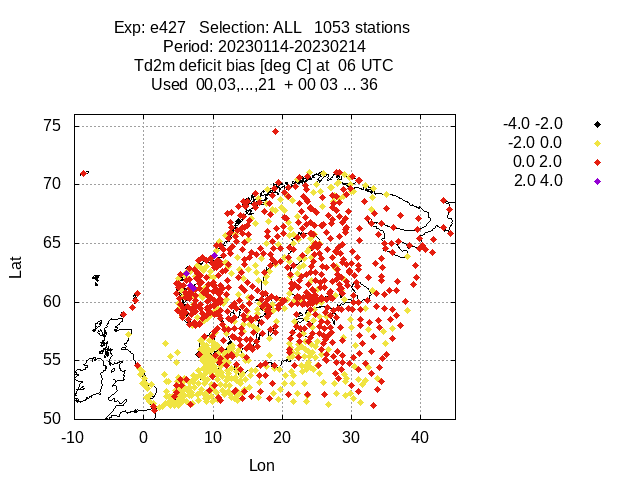 Exp: e427   Selection: ALL   1053 stations
Period: 20230114-20230214
Td2m deficit bias [deg C] at  06 UTC
Used  00,03,...,21  + 00 03 ... 36
-4.0 -2.0
-2.0 0.0
0.0 2.0
2.0 4.0
75
70
65
60
55
50
Lat
-10
0
10
20
30
40
Lon